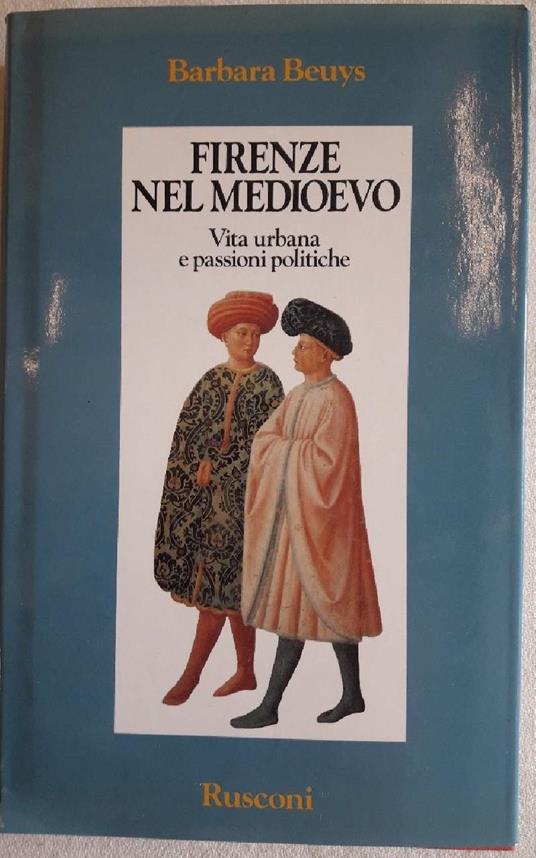 Barbara Beuys
FIRENZE
NEL MEDIOEVO
Vita urbana
e passioni politiche
Rusconi